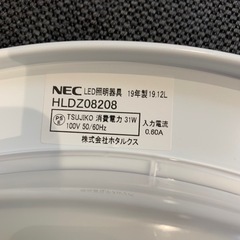 NEC LED照明器具 19年製 19.12L
HLDZ08208
PS E TSUJIKO 消費電力 31W
100V 50/60Hz
入力電流
0.60A
株式会社ホタルクス